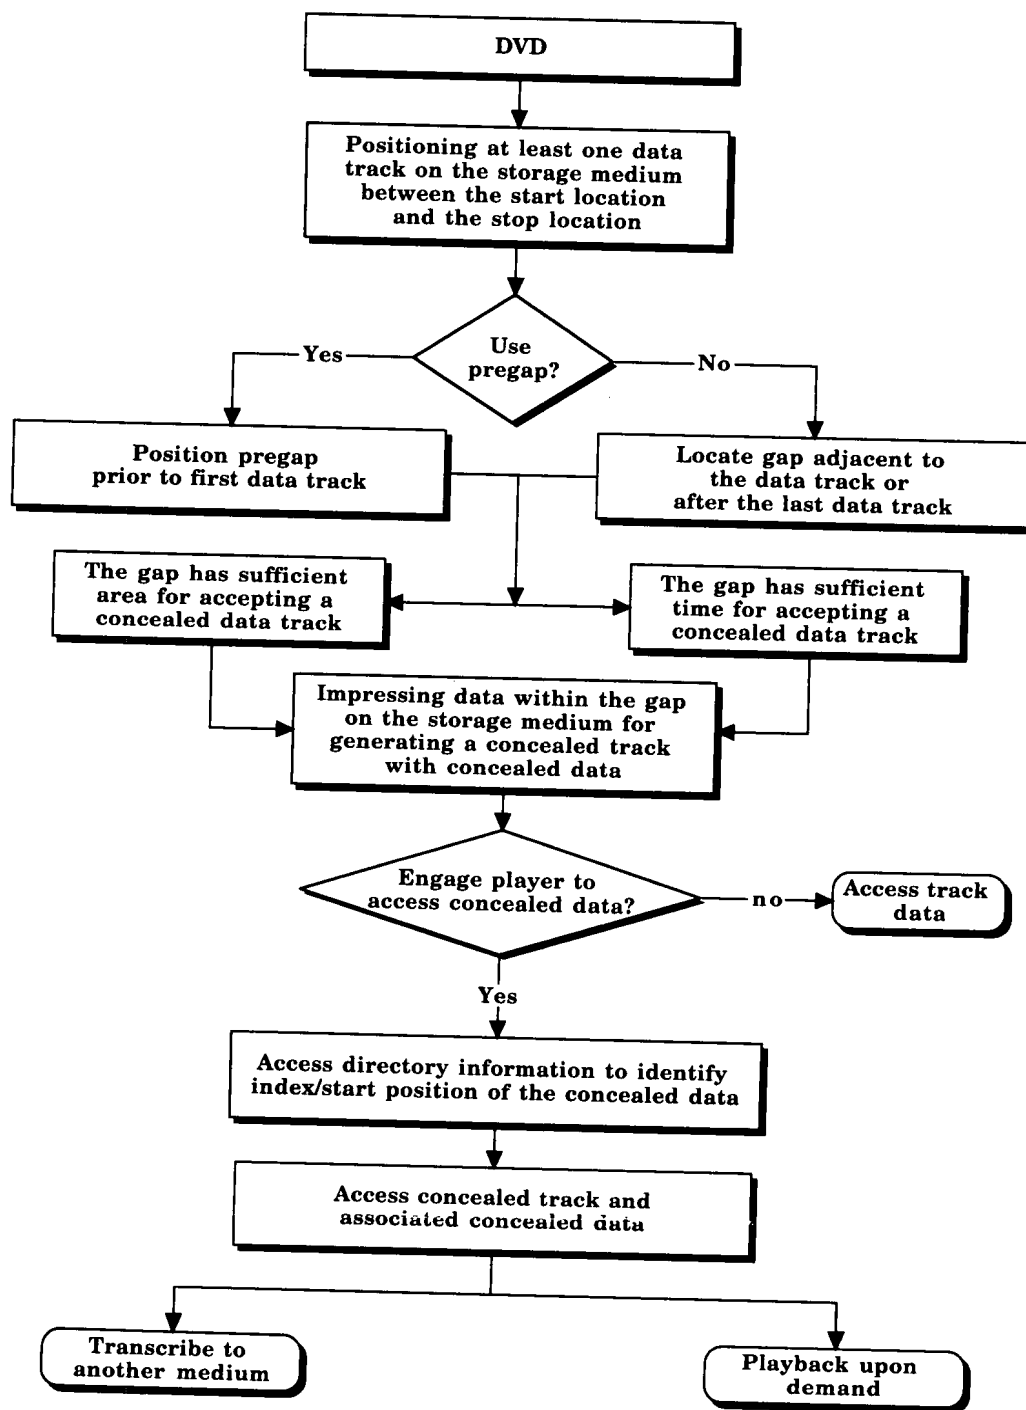 DVD
Positioning at least one data
track on the storage medium
between the start location
and the stop location
Use
pregap?
Yes
No
Position pregap
prior to first data track
Locate gap adjacent to
the data track or
after the last data track
The gap has sufficient
area for accepting a
concealed data track
The gap has sufficient
time for accepting a
concealed data track
Impressing data within the gap
on the storage medium for
generating a concealed track
with concealed data
Engage player to
access concealed data?
no
Access track
data
Yes
Access directory information to identify
index/start position of the concealed data
Access concealed track and
associated concealed data
Transcribe to
another medium
Playback upon
demand